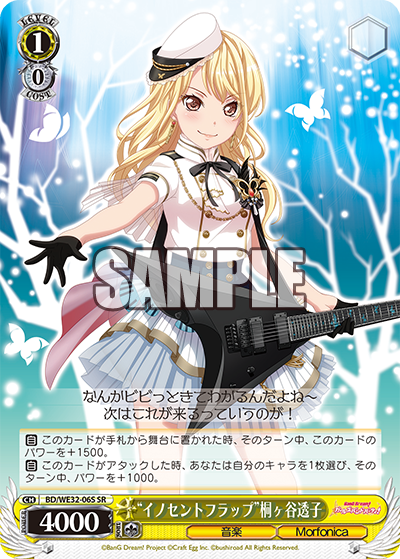 LEVEL
1
0
COST
SAMPLE
なんかビビっときてわかるんだよね～
次はこれが来るっていうのが！
自 このカードが手札から舞台に置かれた時、そのターン中、このカードの
パワーを+1500。
自 このカードがアタックした時、あなたは自分のキャラを1枚選び、そのターン中、
パワーを+1000。
CH BD/WE32-06S SR
4000
"イノセントフラップ"桐ヶ谷透子
BanG Dream!
音楽
Morfonica
©BanG Dream! Project ©Craft Egg Inc. ©bushiroad All Rights Reserved.